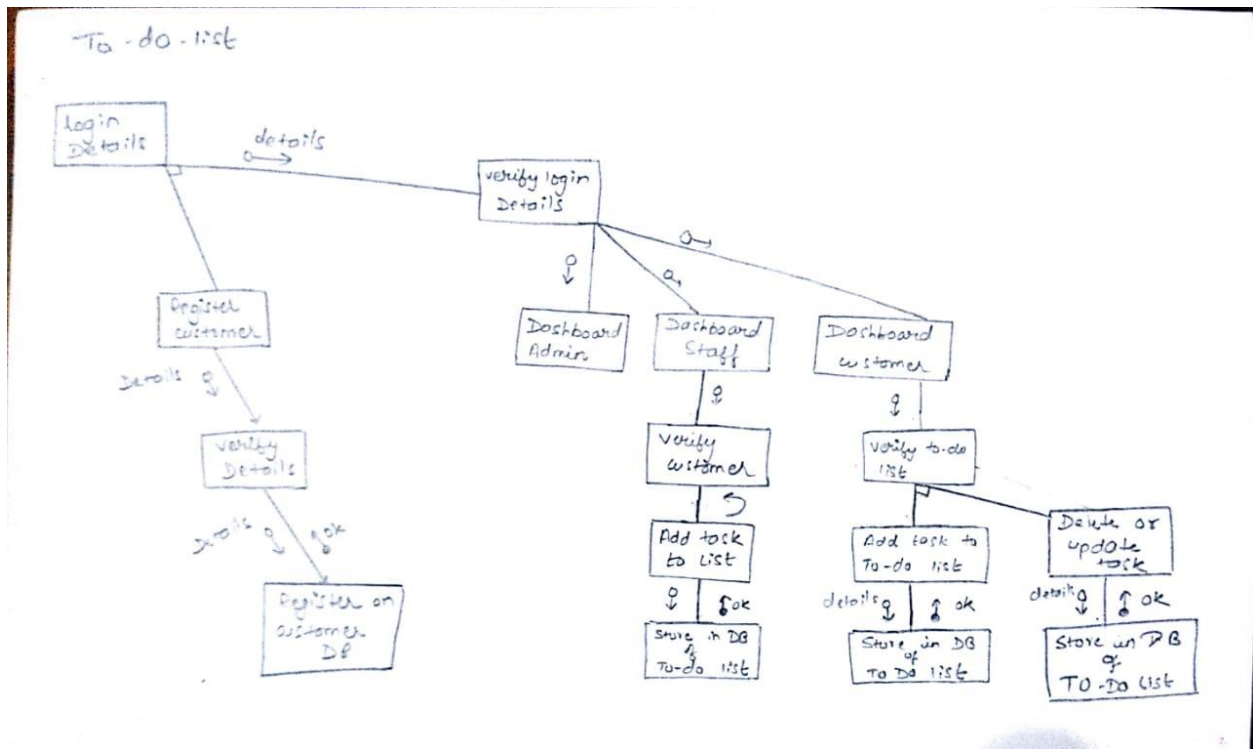 To-do-list
login
Details
details
verify login
Details
Register
customer
Dashboard
Admin
Dashboard
Staff
Dashboard
customer
Details
verify
Details
verify
customer
verify to-do
list
Details
ok
Register on
customer
DB
Add task
to List
Add task to
To-do list
Delete or
update
task
ok
details
ok
details
ok
Store in DB
of
To-do list
Store in DB
of
To Do list
Store in DB
of
TO-DO LIST